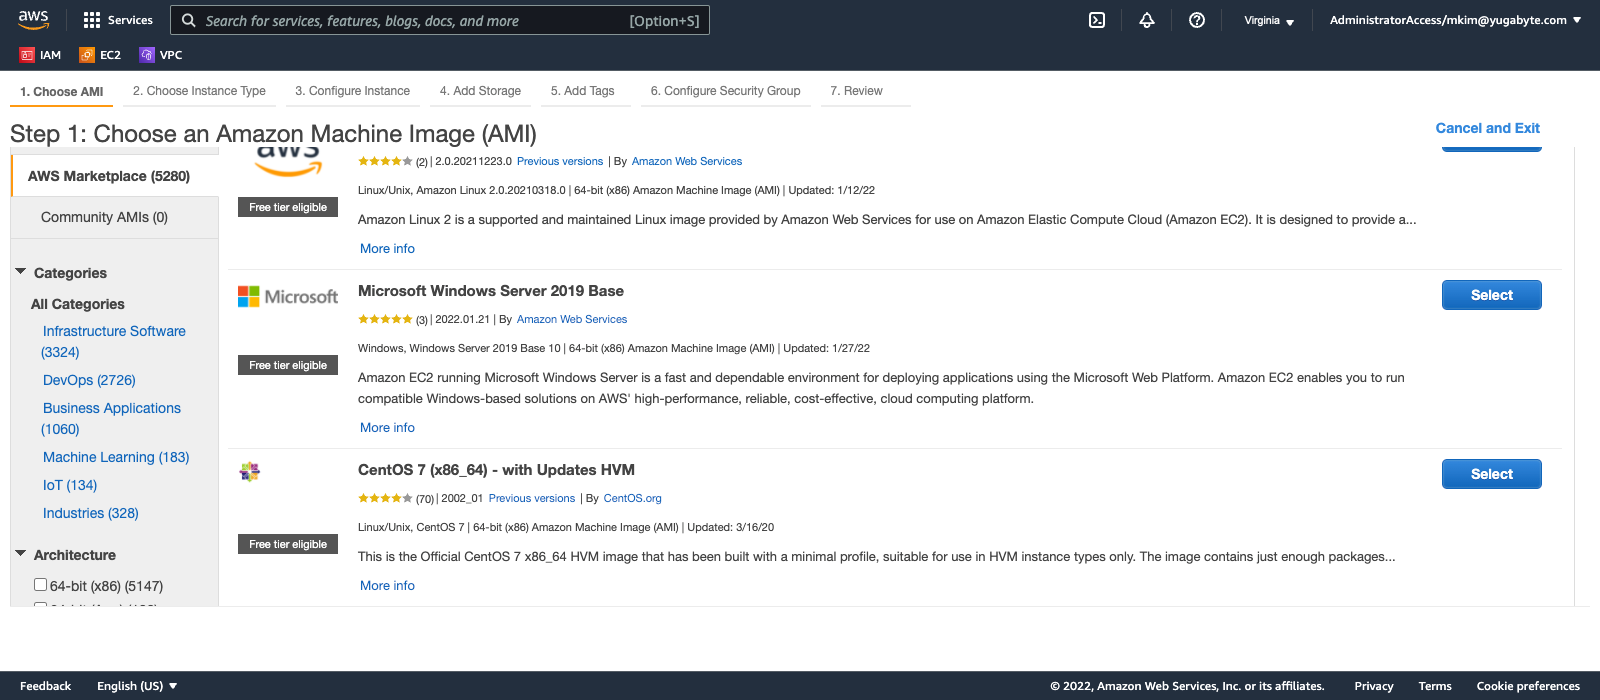 aws
Services
Search for services, features, blogs, docs, and more
[Option+S]
Virginia
AdministratorAccess/mkim@yugabyte.com
IAM
EC2
VPC
1. Choose AMI
2. Choose Instance Type
3. Configure Instance
4. Add Storage
5. Add Tags
6. Configure Security Group
7. Review
Step 1: Choose an Amazon Machine Image (AMI)
Cancel and Exit
AWS Marketplace (5280)
Community AMIs (0)
Categories
All Categories
Infrastructure Software
(3324)
DevOps (2726)
Business Applications
(1060)
Machine Learning (183)
IoT (134)
Industries (328)
Architecture
64-bit (x86) (5147)
aws
(2) | 2.0.20211223.0 Previous versions | By Amazon Web Services
Linux/Unix, Amazon Linux 2.0.20210318.0 | 64-bit (x86) Amazon Machine Image (AMI) | Updated: 1/12/22
Free tier eligible
Amazon Linux 2 is a supported and maintained Linux image provided by Amazon Web Services for use on Amazon Elastic Compute Cloud (Amazon EC2). It is designed to provide a...
More info
Microsoft
Microsoft Windows Server 2019 Base
Select
(3) | 2022.01.21 | By Amazon Web Services
Windows, Windows Server 2019 Base 10 | 64-bit (x86) Amazon Machine Image (AMI) | Updated: 1/27/22
Free tier eligible
Amazon EC2 running Microsoft Windows Server is a fast and dependable environment for deploying applications using the Microsoft Web Platform. Amazon EC2 enables you to run
compatible Windows-based solutions on AWS' high-performance, reliable, cost-effective, cloud computing platform.
More info
CentOS 7 (x86_64) - with Updates HVM
Select
(70) | 2002_01 Previous versions | By CentOS.org
Linux/Unix, CentOS 7 | 64-bit (x86) Amazon Machine Image (AMI) | Updated: 3/16/20
Free tier eligible
This is the Official CentOS 7 x86_64 HVM image that has been built with a minimal profile, suitable for use in HVM instance types only. The image contains just enough packages...
More info
Feedback
English (US)
© 2022, Amazon Web Services, Inc. or its affiliates.
Privacy
Terms
Cookie preferences